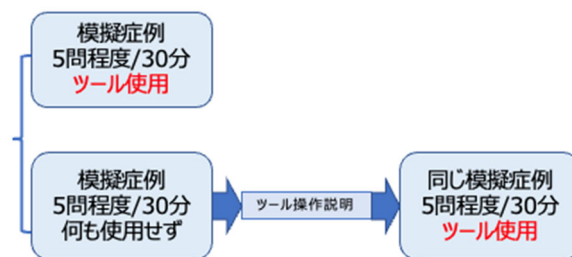 模擬症例
5問程度/30分
ツール使用
模擬症例
5問程度/30分
何も使用せず
ツール操作説明
同じ模擬症例
5問程度/30分
ツール使用